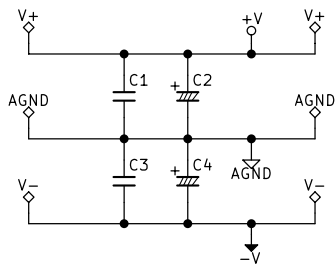 V+ +V V+
C1 C2
+
AGND AGND
C3 C4
+
AGND
V- V-
-V